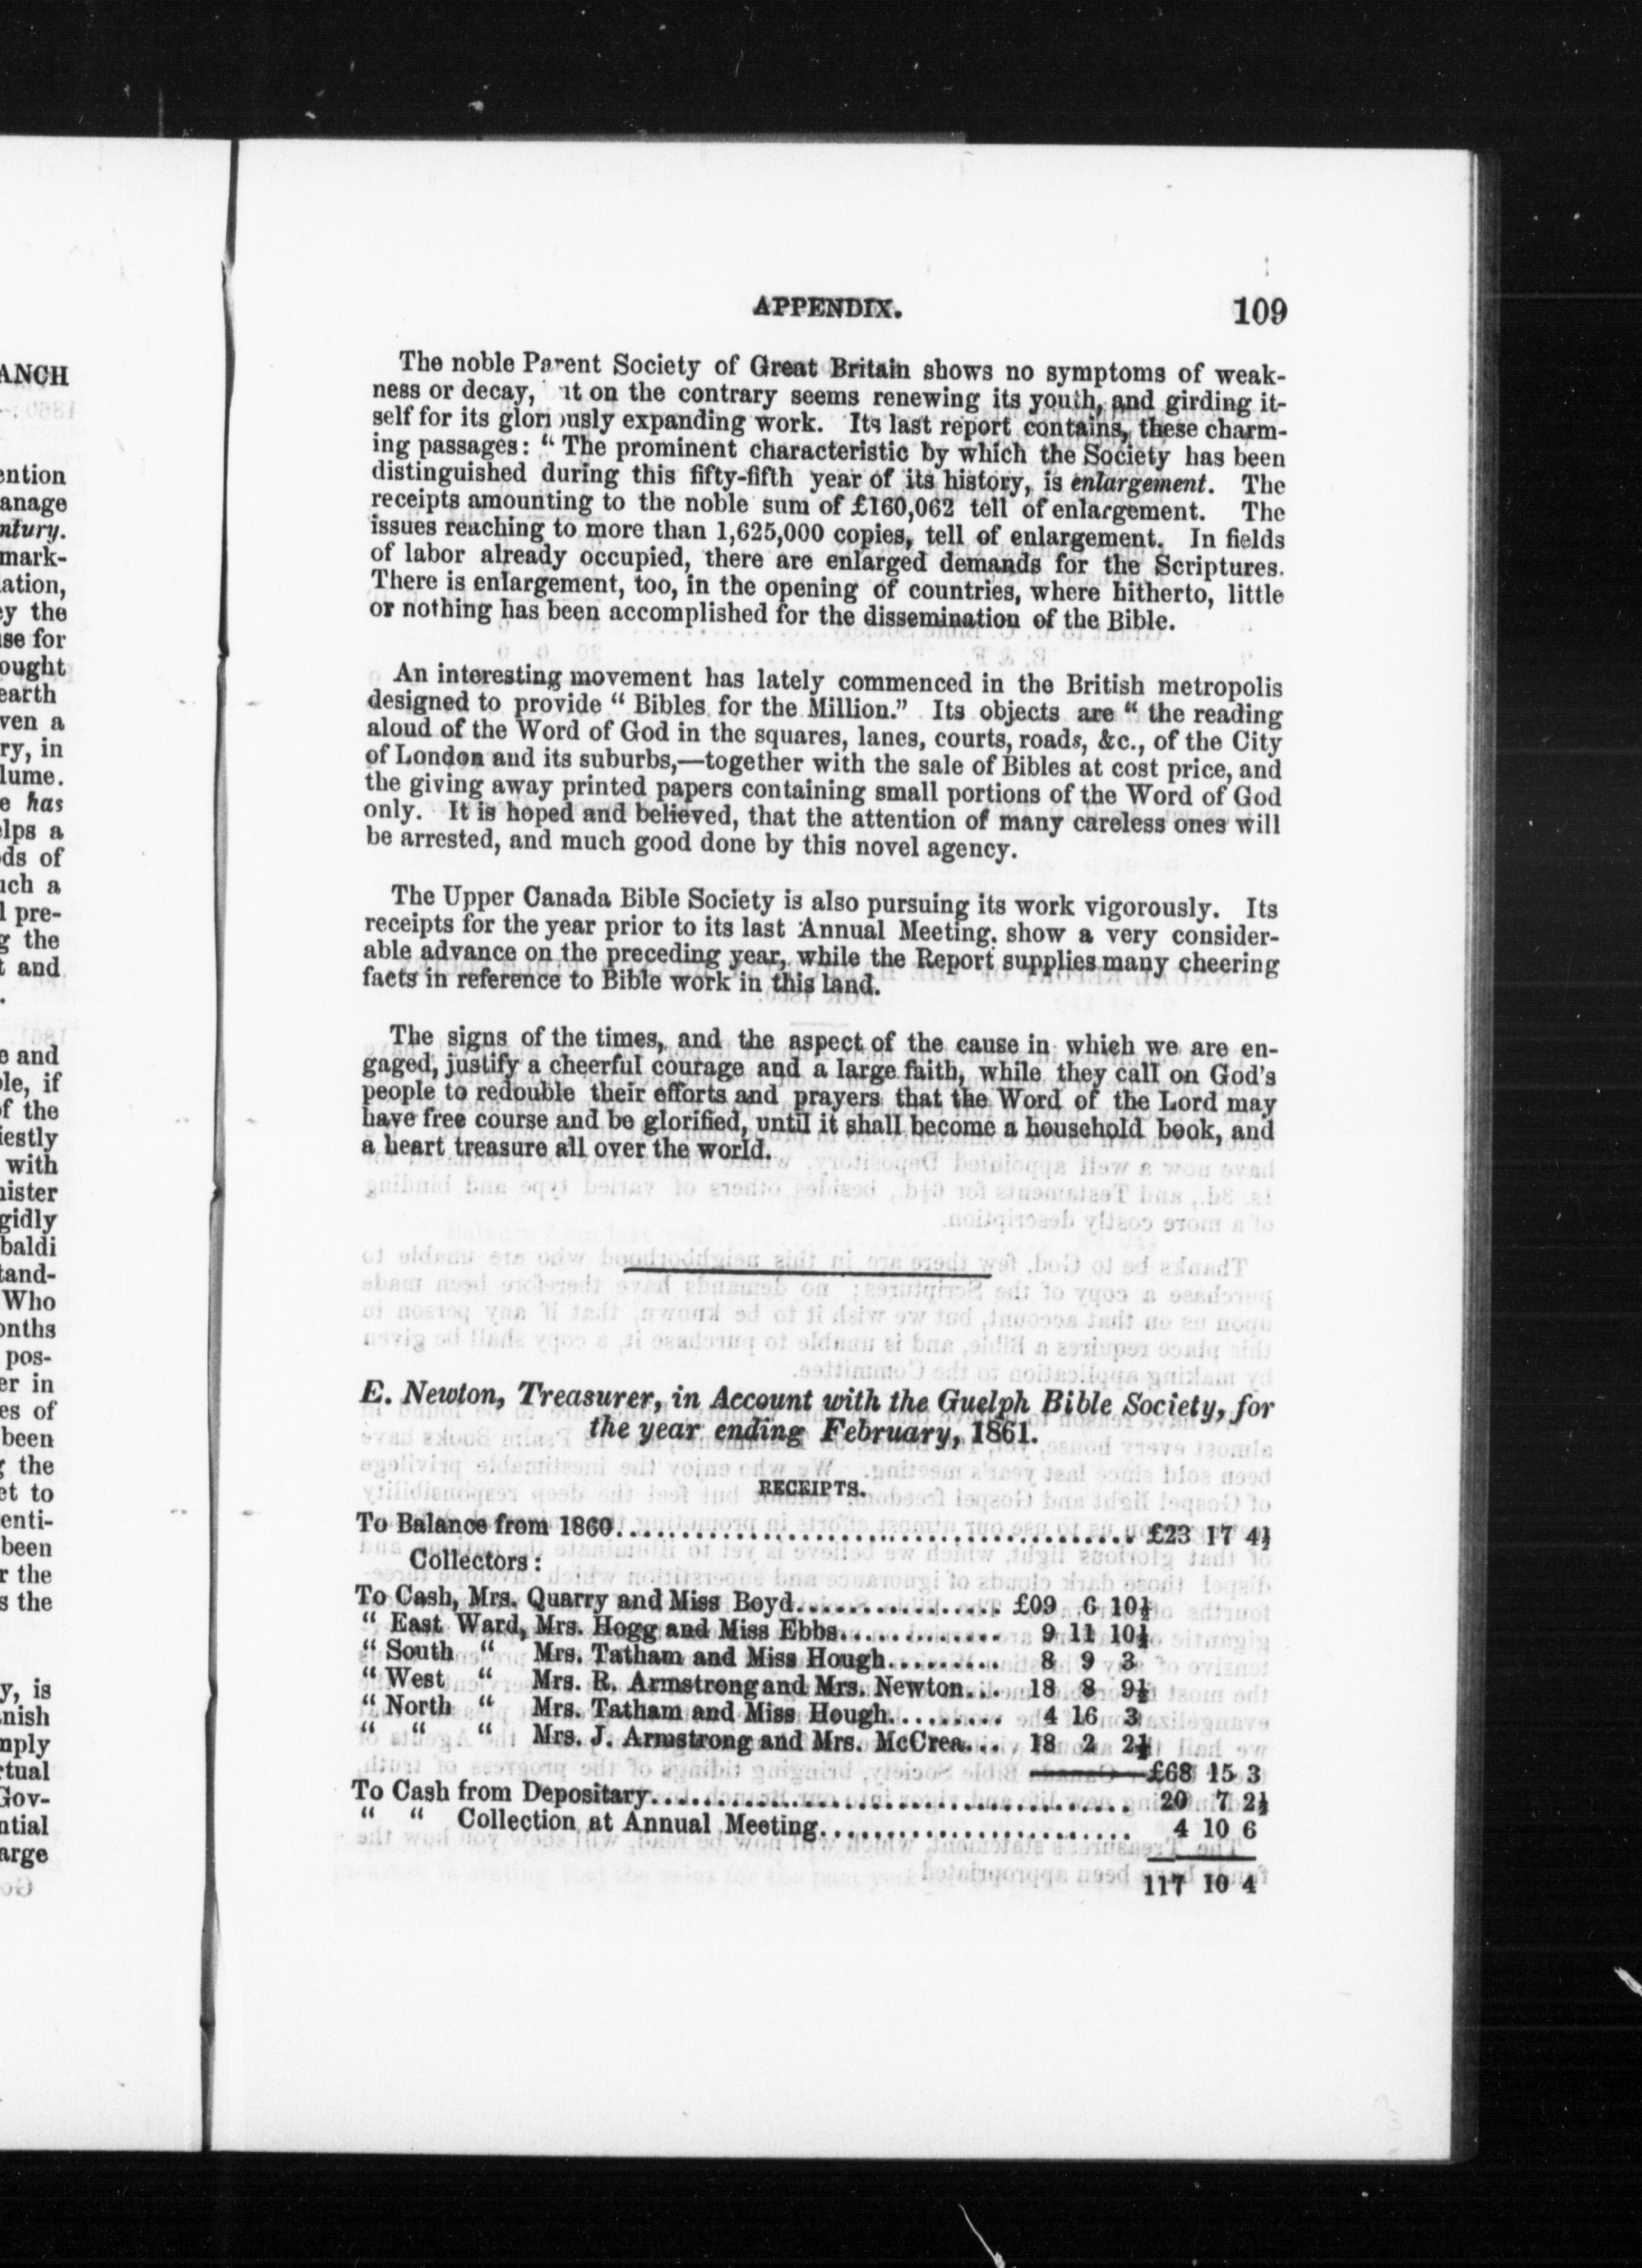 APPENDIX. 109
The noble Parent Society of Great Britain shows no symptoms of weak-
ness or decay, but on the contrary seems renewing its youth, and girding it-
self for its gloriously expanding work. Its last report contains, these charm-
ing passages: “ The prominent characteristic by which the Society has been
distinguished during this fifty-fifth year of its history, is enlargement. The
receipts amounting to the noble sum of £160,062 tell of enlargement. The
issues reaching to more than 1,625,000 copies, tell of enlargement. In fields
of labor already occupied, there are enlarged demands for the Scriptures.
There is enlargement, too, in the opening of countries, where hitherto, little
or nothing has been accomplished for the dissemination of the Bible.
An interesting movement has lately commenced in the British metropolis
designed to provide “ Bibles for the Million.” Its objects are “ the reading
aloud of the Word of God in the squares, lanes, courts, roads, &c., of the City
of London and its suburbs,—together with the sale of Bibles at cost price, and
the giving away printed papers containing small portions of the Word of God
only. It is hoped and believed, that the attention of many careless ones will
be arrested, and much good done by this novel agency.
The Upper Canada Bible Society is also pursuing its work vigorously. Its
receipts for the year prior to its last Annual Meeting, show a very consider-
able advance on the preceding year, while the Report supplies many cheering
facts in reference to Bible work in this land.
The signs of the times, and the aspect of the cause in which we are en-
gaged, justify a cheerful courage and a large faith, while they call on God's
people to redouble their efforts and prayers that the Word of the Lord may
have free course and be glorified, until it shall become a household book, and
a heart treasure all over the world.
E. Newton, Treasurer, in Account with the Guelph Bible Society, for
the year ending February, 1861.
RECEIPTS.
To Balance from 1860........................................ £23 17 4½
Collectors:
To Cash, Mrs. Quarry and Miss Boyd................. £09 6 10½
“ East Ward, Mrs. Hogg and Miss Ebbs............. 9 11 10½
“ South “ Mrs. Tatham and Miss Hough......... 8 9 3
“ West “ Mrs. R. Armstrong and Mrs. Newton... 18 8 9½
“ North “ Mrs. Tatham and Miss Hough......... 4 16 3
“ “ “ Mrs. J. Armstrong and Mrs. McCrea... 18 2 2½
£68 15 3
To Cash from Depositary..................................... 20 7 2½
“ “ Collection at Annual Meeting........................ 4 10 6
117 10 4